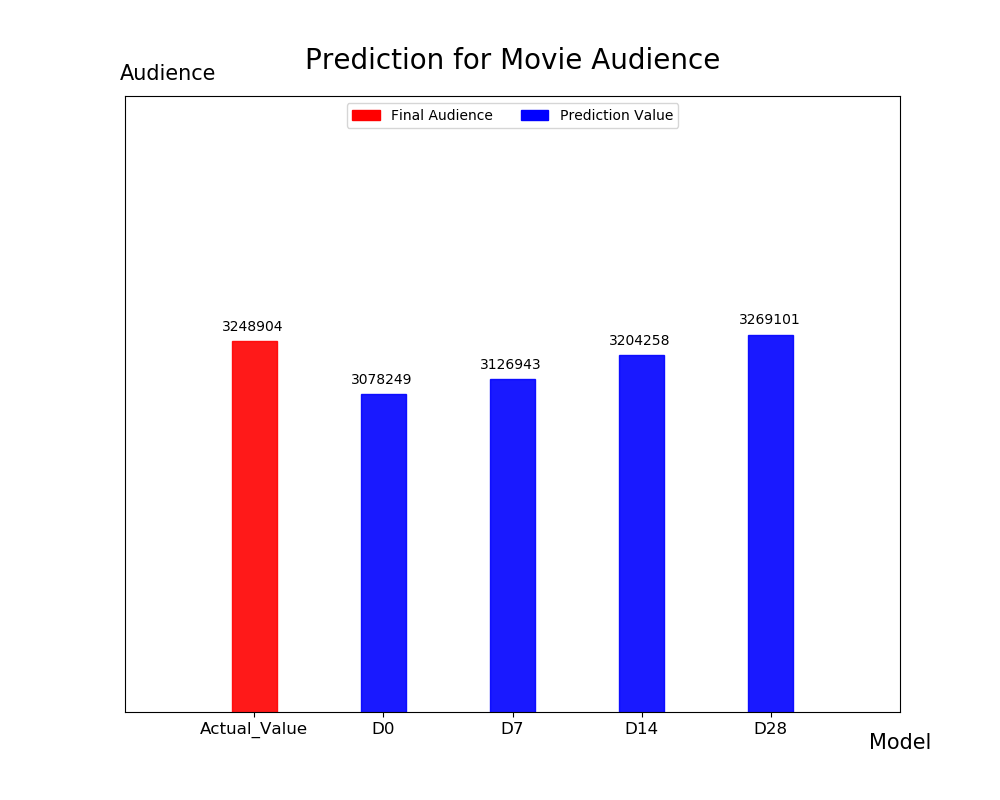 Prediction for Movie Audience
Audience
Final Audience Prediction Value
3248904
3078249
3126943
3204258
3269101
Actual_Value D0 D7 D14 D28
Model